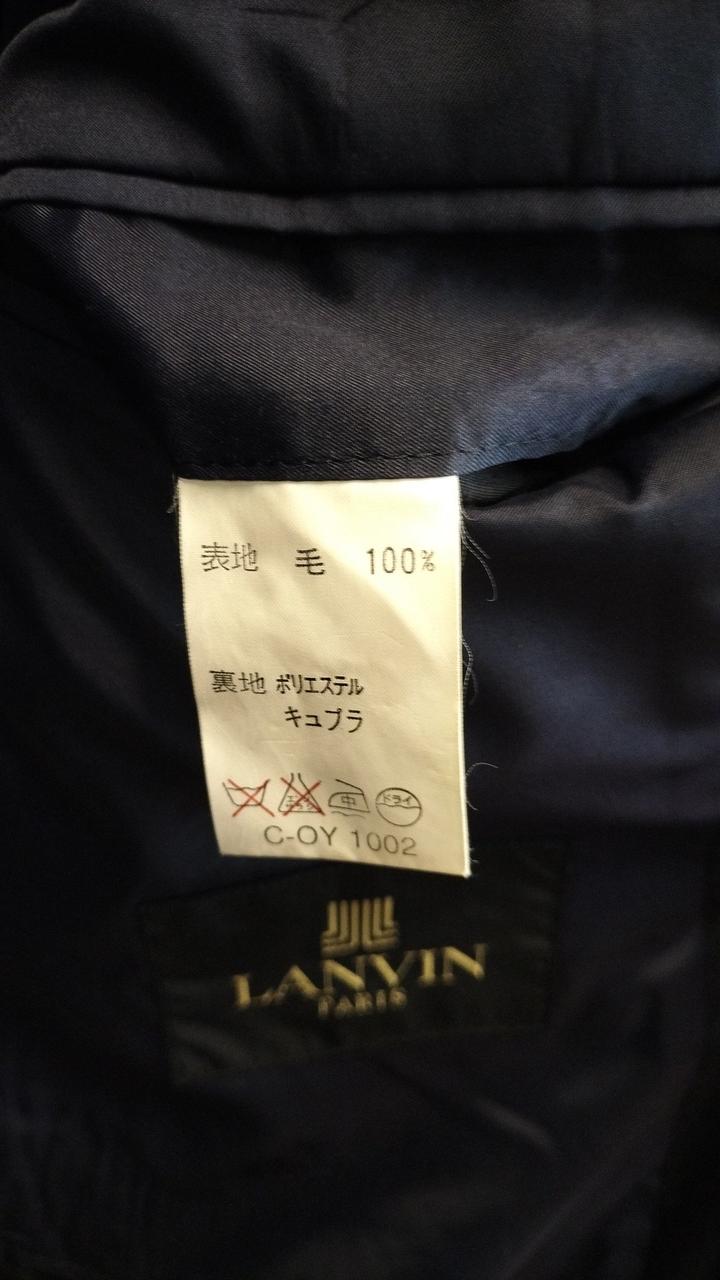 表地 毛 100%
裏地 ポリエステル
キュプラ
中 ドライ
C-OY 1002
LANVIN
PARIS